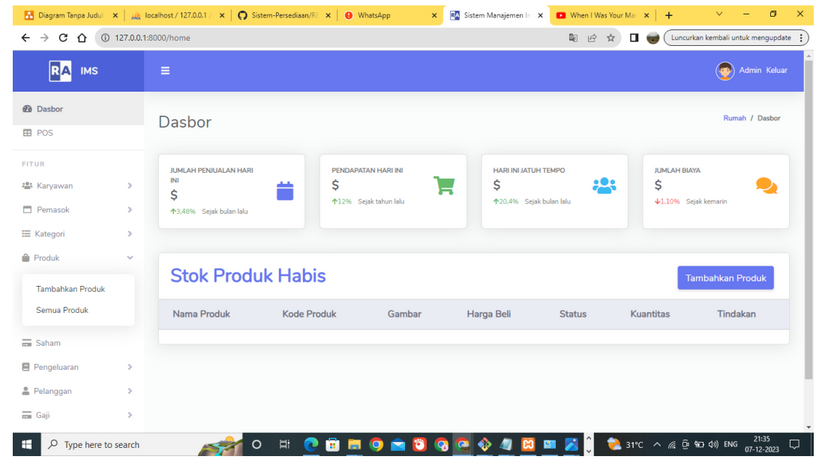 Diagram Tanpa Judul
localhost / 127.0.0.1 /
Sistem-Persediaan/RE
WhatsApp
Sistem Manajemen In
When I Was Your Man
127.0.0.1:8000/home
Luncurkan kembali untuk mengupdate
RA IMS
Admin Keluar
Dasbor
POS
FITUR
Karyawan
Pemasok
Kategori
Produk
Tambahkan Produk
Semua Produk
Saham
Pengeluaran
Pelanggan
Gaji
Dasbor
Rumah / Dasbor
JUMLAH PENJUALAN HARI
INI
$
3,48% Sejak bulan lalu
PENDAPATAN HARI INI
$
12% Sejak tahun lalu
HARI INI JATUH TEMPO
$
20,4% Sejak bulan lalu
JUMLAH BIAYA
$
1,10% Sejak kemarin
Stok Produk Habis
Tambahkan Produk
Nama Produk Kode Produk Gambar Harga Beli Status Kuantitas Tindakan
Type here to search
31°C
ENG
21:35
07-12-2023